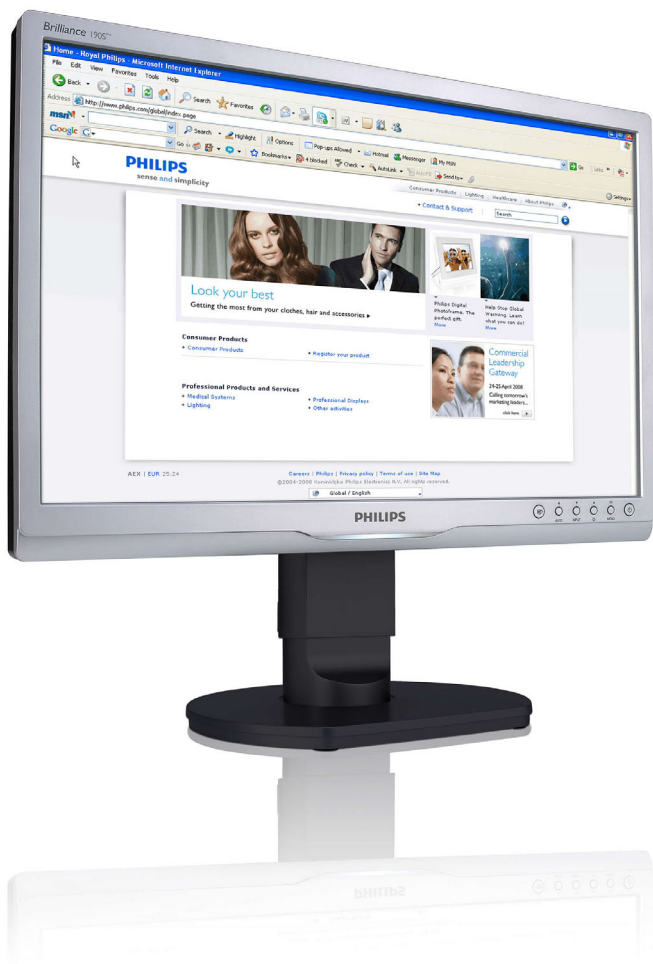 Brilliance 190S™
Home - Royal Philips - Microsoft Internet Explorer
File Edit View Favorites Tools Help
Back Search Favorites
Address http://www.philips.com/global/index.page Go Links
msn Search Highlight Options Pop-ups Allowed Hotmail Messenger My MSN
Google G Go Bookmarks 4 blocked Check AutoLink AutoFill Send to Settings
PHILIPS
sense and simplicity
Consumer Products Lighting Healthcare About Philips
Contact & Support Search
Look your best
Getting the most from your clothes, hair and accessories
Philips Digital
Photoframe. The
perfect gift.
More
Help Stop Global
Warming. Learn
what you can do!
More
Consumer Products
Consumer Products
Register your product
Professional Products and Services
Medical Systems
Lighting
Professional Displays
Other activities
Commercial
Leadership
Gateway
24-25 April 2008
Calling tomorrow's
marketing leaders...
click here
AEX | EUR 25.24
Careers | Philips | Privacy policy | Terms of use | Site Map
©2004-2008 Koninklijke Philips Electronics N.V. All rights reserved.
Global / English
PHILIPS
AUTO INPUT MENU